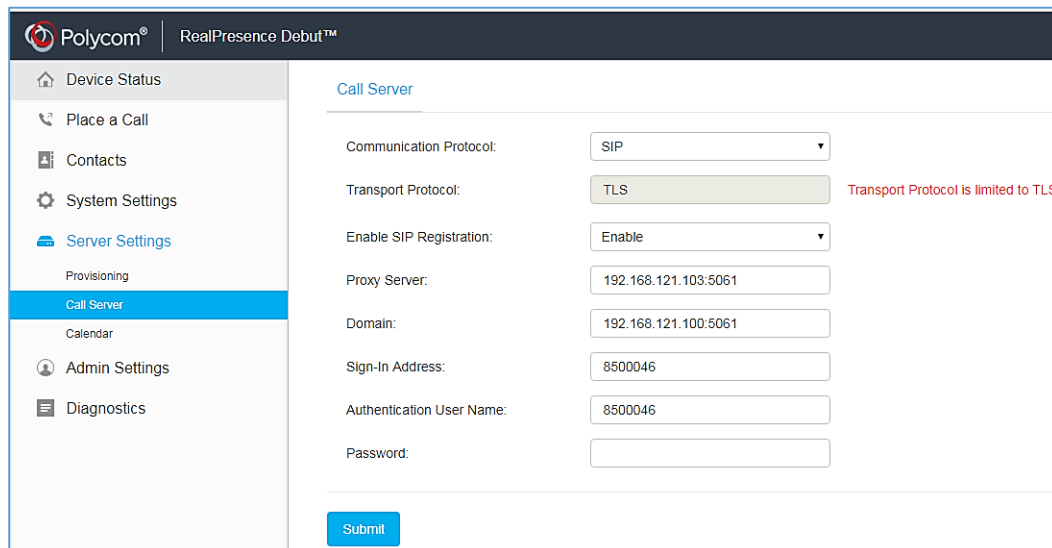 Polycom® RealPresence Debut™
Device Status
Place a Call
Contacts
System Settings
Server Settings
Provisioning
Call Server
Calendar
Admin Settings
Diagnostics
Call Server
Communication Protocol: SIP
Transport Protocol: TLS Transport Protocol is limited to TLS
Enable SIP Registration: Enable
Proxy Server: 192.168.121.103:5061
Domain: 192.168.121.100:5061
Sign-In Address: 8500046
Authentication User Name: 8500046
Password:
Submit